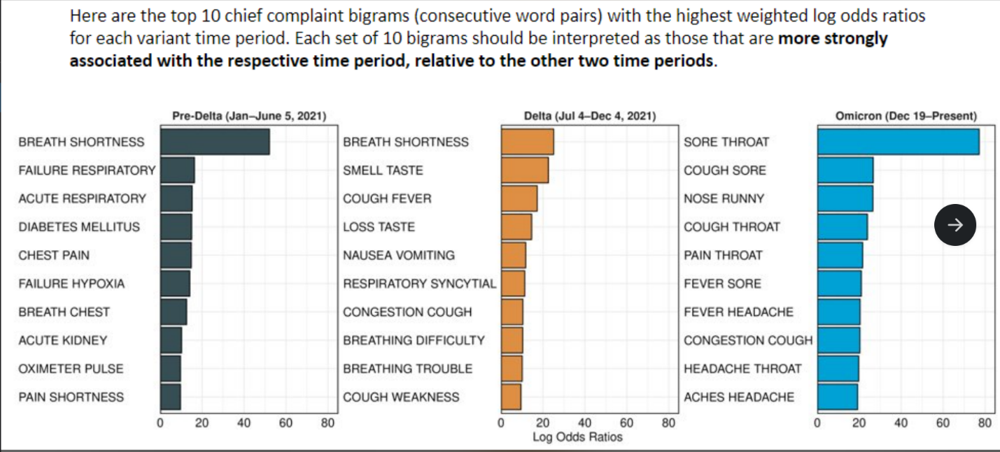 Here are the top 10 chief complaint bigrams (consecutive word pairs) with the highest weighted log odds ratios
for each variant time period. Each set of 10 bigrams should be interpreted as those that are more strongly
associated with the respective time period, relative to the other two time periods.
Pre-Delta (Jan–June 5, 2021)
BREATH SHORTNESS
FAILURE RESPIRATORY
ACUTE RESPIRATORY
DIABETES MELLITUS
CHEST PAIN
FAILURE HYPOXIA
BREATH CHEST
ACUTE KIDNEY
OXIMETER PULSE
PAIN SHORTNESS
0 20 40 60 80
Delta (Jul 4–Dec 4, 2021)
BREATH SHORTNESS
SMELL TASTE
COUGH FEVER
LOSS TASTE
NAUSEA VOMITING
RESPIRATORY SYNCYTIAL
CONGESTION COUGH
BREATHING DIFFICULTY
BREATHING TROUBLE
COUGH WEAKNESS
0 20 40 60 80
Log Odds Ratios
Omicron (Dec 19–Present)
SORE THROAT
COUGH SORE
NOSE RUNNY
COUGH THROAT
PAIN THROAT
FEVER SORE
FEVER HEADACHE
CONGESTION COUGH
HEADACHE THROAT
ACHES HEADACHE
0 20 40 60 80